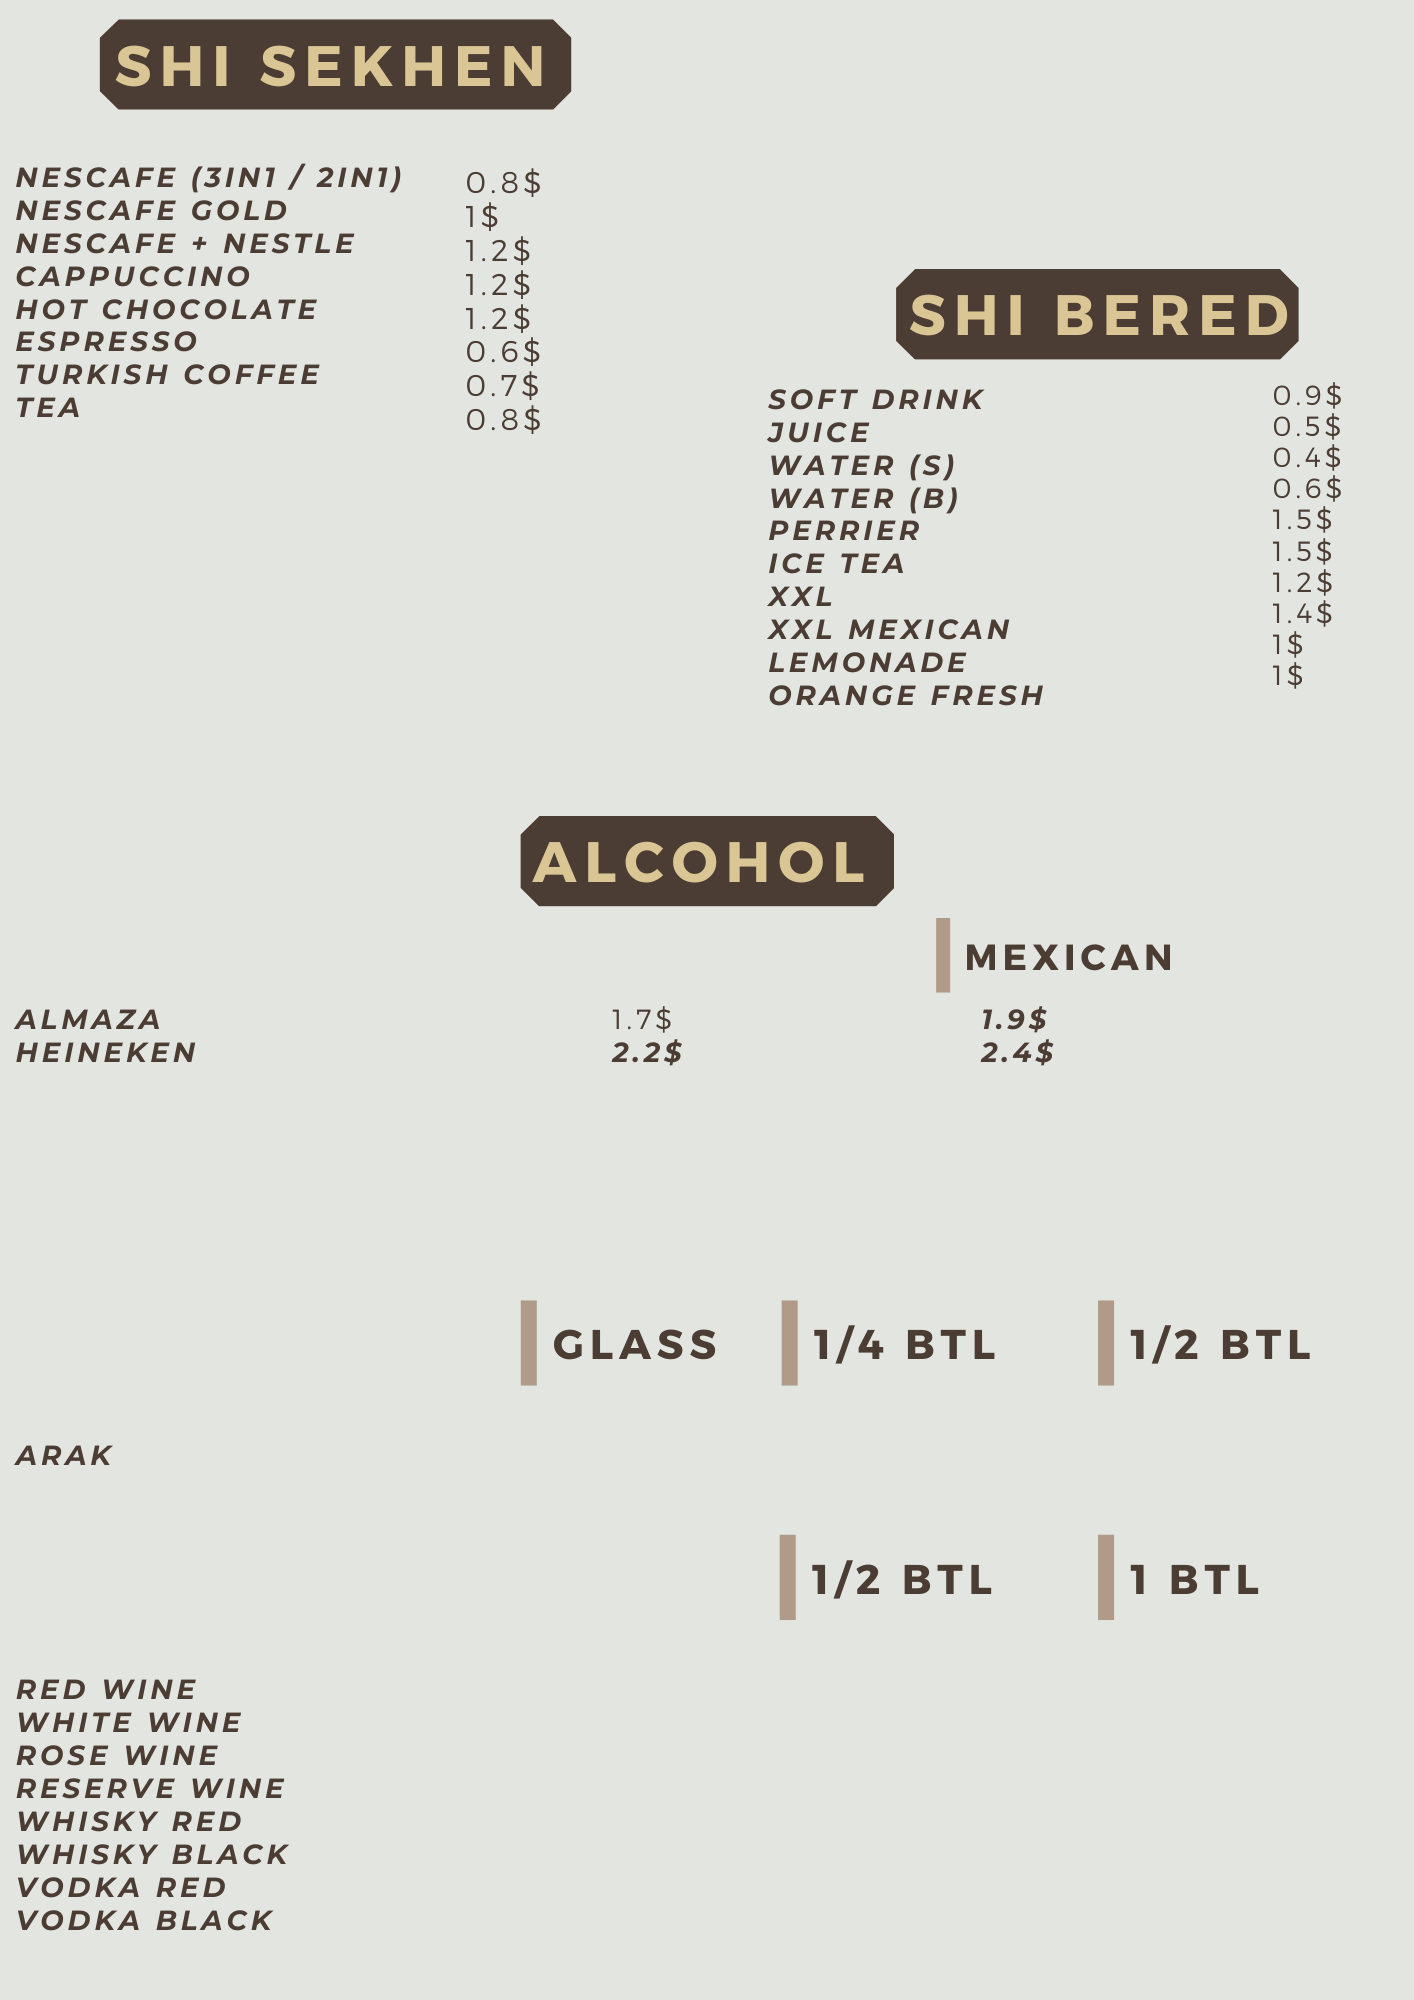 SHI SEKHEN
NESCAFE (3IN1 / 2IN1) 0.8$
NESCAFE GOLD 1$
NESCAFE + NESTLE 1.2$
CAPPUCCINO 1.2$
HOT CHOCOLATE 1.2$
ESPRESSO 0.6$
TURKISH COFFEE 0.7$
TEA 0.8$
SHI BERED
SOFT DRINK 0.9$
JUICE 0.5$
WATER (S) 0.4$
WATER (B) 0.6$
PERRIER 1.5$
ICE TEA 1.5$
XXL 1.2$
XXL MEXICAN 1.4$
LEMONADE 1$
ORANGE FRESH 1$
ALCOHOL
MEXICAN
ALMAZA 1.7$ 1.9$
HEINEKEN 2.2$ 2.4$
GLASS 1/4 BTL 1/2 BTL
ARAK
1/2 BTL 1 BTL
RED WINE
WHITE WINE
ROSE WINE
RESERVE WINE
WHISKY RED
WHISKY BLACK
VODKA RED
VODKA BLACK